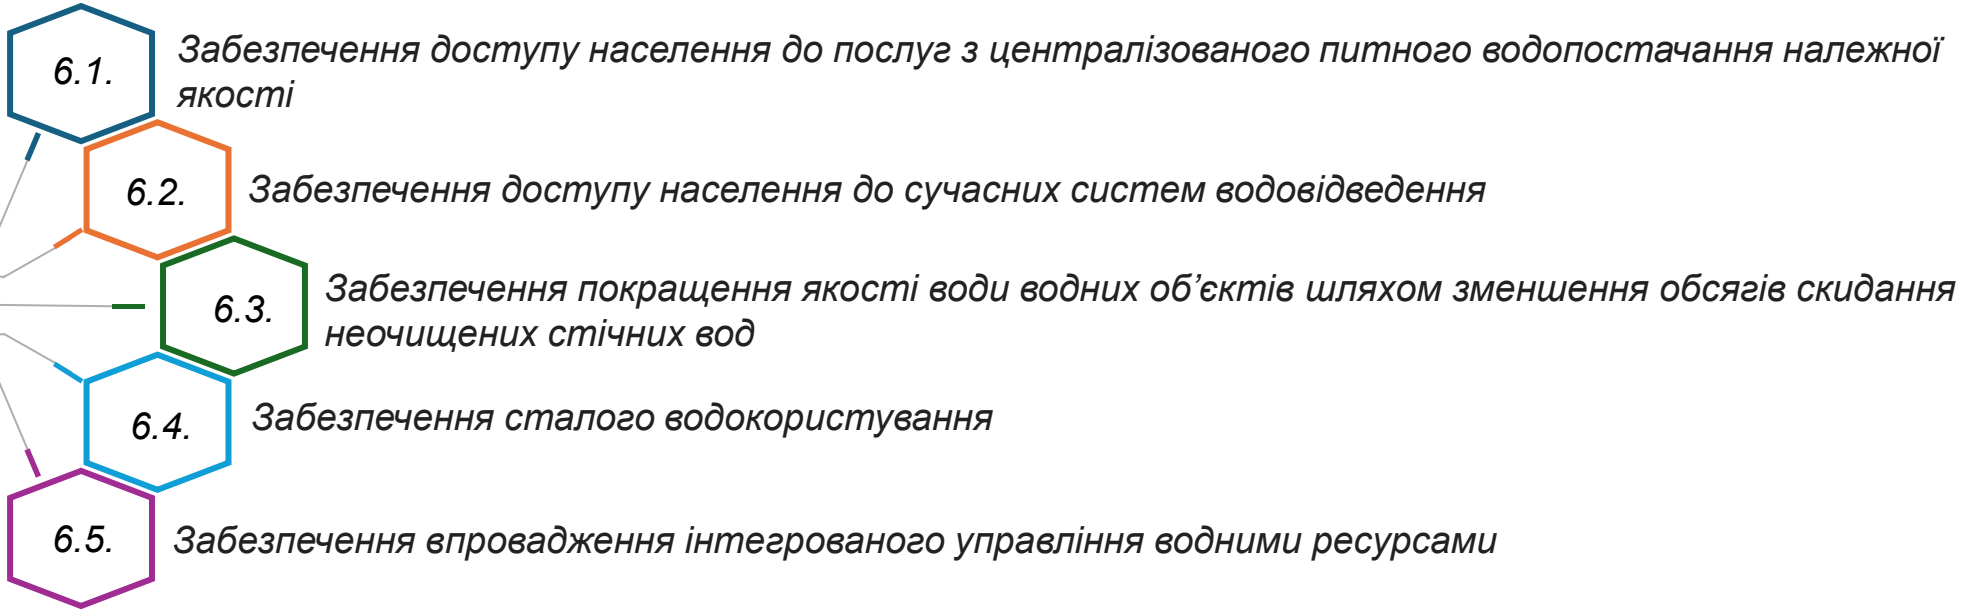 6.1.
Забезпечення доступу населення до послуг з централізованого питного водопостачання належної
якості
6.2.
Забезпечення доступу населення до сучасних систем водовідведення
6.3.
Забезпечення покращення якості води водних об’єктів шляхом зменшення обсягів скидання
неочищених стічних вод
6.4.
Забезпечення сталого водокористування
6.5.
Забезпечення впровадження інтегрованого управління водними ресурсами